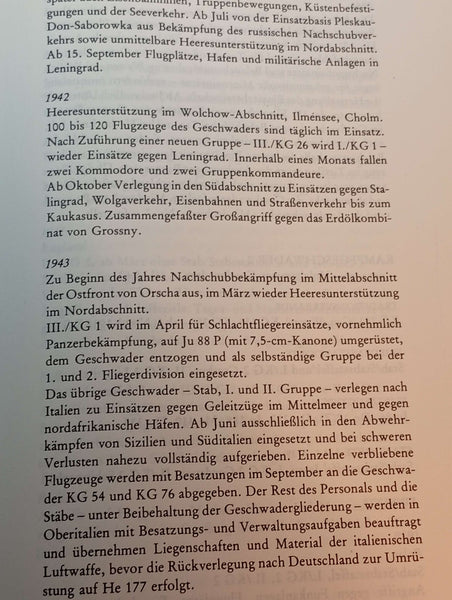 gungen und der Seeverkehr. Ab Juli von der Einsatzbasis Pleskau-
Don-Saborowka aus Bekämpfung des russischen Nachschubver-
kehrs sowie unmittelbare Heeresunterstützung im Nordabschnitt.
Ab 15. September Flugplätze, Hafen und militärische Anlagen in
Leningrad.
1942
Heeresunterstützung im Wolchow-Abschnitt, Ilmensee, Cholm.
100 bis 120 Flugzeuge des Geschwaders sind täglich im Einsatz.
Nach Zuführung einer neuen Gruppe – III./KG 26 wird I./KG 1 –
wieder Einsätze gegen Leningrad. Innerhalb eines Monats fallen
zwei Kommodore und zwei Gruppenkommandeure.
Ab Oktober Verlegung in den Südabschnitt zu Einsätzen gegen Sta-
lingrad, Wolgaverkehr, Eisenbahnen und Straßenverkehr bis zum
Kaukasus. Zusammengefaßter Großangriff gegen das Erdölkombi-
nat von Grossny.
1943
Zu Beginn des Jahres Nachschubbekämpfung im Mittelabschnitt
der Ostfront von Orscha aus, im März wieder Heeresunterstützung
im Nordabschnitt.
III./KG 1 wird im April für Schlachtfliegereinsätze, vornehmlich
Panzerbekämpfung, auf Ju 88 P (mit 7,5-cm-Kanone) umgerüstet,
dem Geschwader entzogen und als selbständige Gruppe bei der
1. und 2. Fliegerdivision eingesetzt.
Das übrige Geschwader – Stab, I. und II. Gruppe – verlegen nach
Italien zu Einsätzen gegen Geleitzüge im Mittelmeer und gegen
nordafrikanische Häfen. Ab Juni ausschließlich in den Abwehr-
kämpfen von Sizilien und Süditalien eingesetzt und bei schweren
Verlusten nahezu vollständig aufgerieben. Einzelne verbliebene
Flugzeuge werden mit Besatzungen im September an die Geschwa-
der KG 54 und KG 76 abgegeben. Der Rest des Personals und die
Stäbe – unter Beibehaltung der Geschwadergliederung – werden in
Oberitalien mit Besatzungs- und Verwaltungsaufgaben beauftragt
und übernehmen Liegenschaften und Material der italienischen
Luftwaffe, bevor die Rückverlegung nach Deutschland zur Umrü-
stung auf He 177 erfolgt.